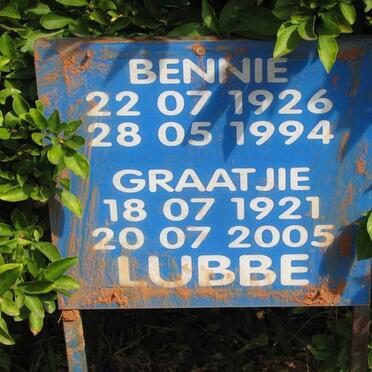 BENNIE
22 07 1926
28 05 1994
GRAATJIE
18 07 1921
20 07 2005
LUBBE